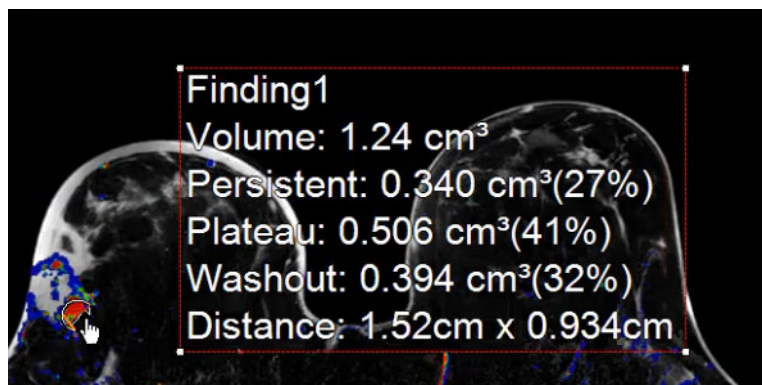 Finding1
Volume: 1.24 cm³
Persistent: 0.340 cm³(27%)
Plateau: 0.506 cm³(41%)
Washout: 0.394 cm³(32%)
Distance: 1.52cm x 0.934cm